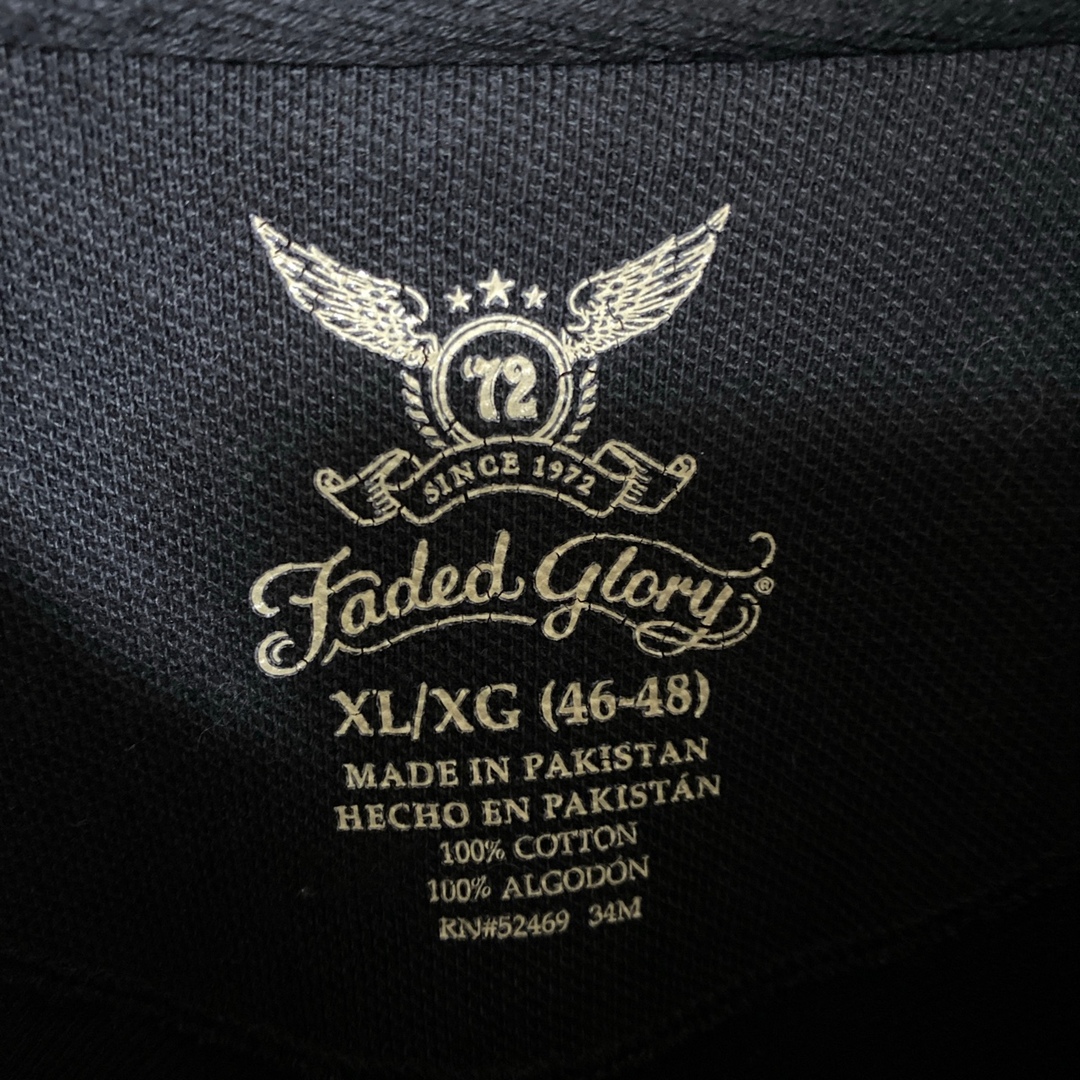 '72
SINCE 1972
Faded Glory®
XL/XG (46-48)
MADE IN PAKISTAN
HECHO EN PAKISTÁN
100% COTTON
100% ALGODÓN
RN#52469 34M